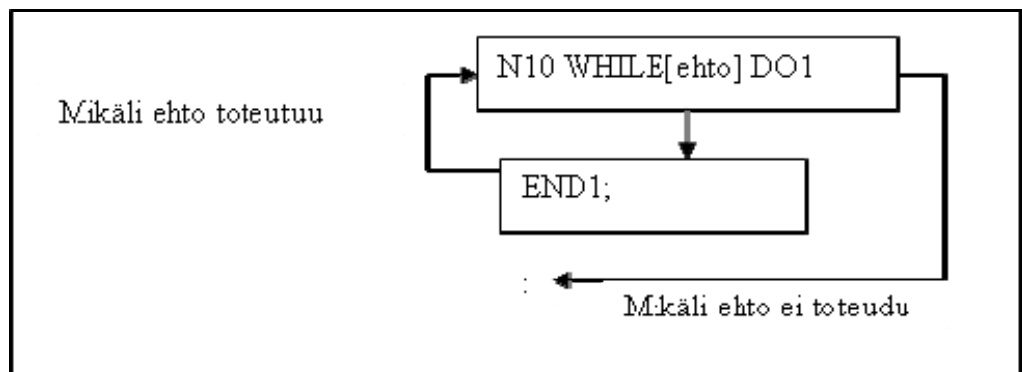 N10 WHILE[ehto] DO1
Mikäli ehto toteutuu
END1;
:
Mikäli ehto ei toteudu